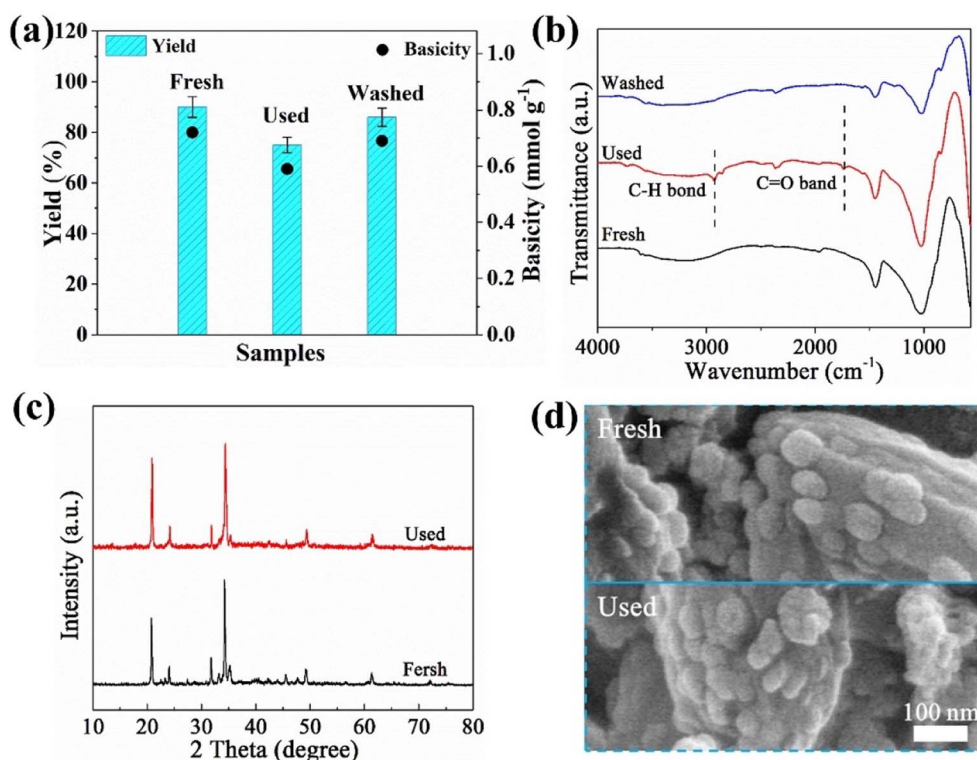 (a)
120
100
80
60
40
20
0
Yield (%)
Yield
Basicity
Fresh
Used
Washed
1.0
0.8
0.6
0.4
0.2
0.0
Basicity (mmol g⁻¹)
Samples
(b)
Washed
Used
C-H bond
C=O band
Fresh
Transmittance (a.u.)
4000 3000 2000 1000
Wavenumber (cm⁻¹)
(c)
Used
Fersh
Intensity (a.u.)
10 20 30 40 50 60 70 80
2 Theta (degree)
(d)
Fresh
Used
100 nm